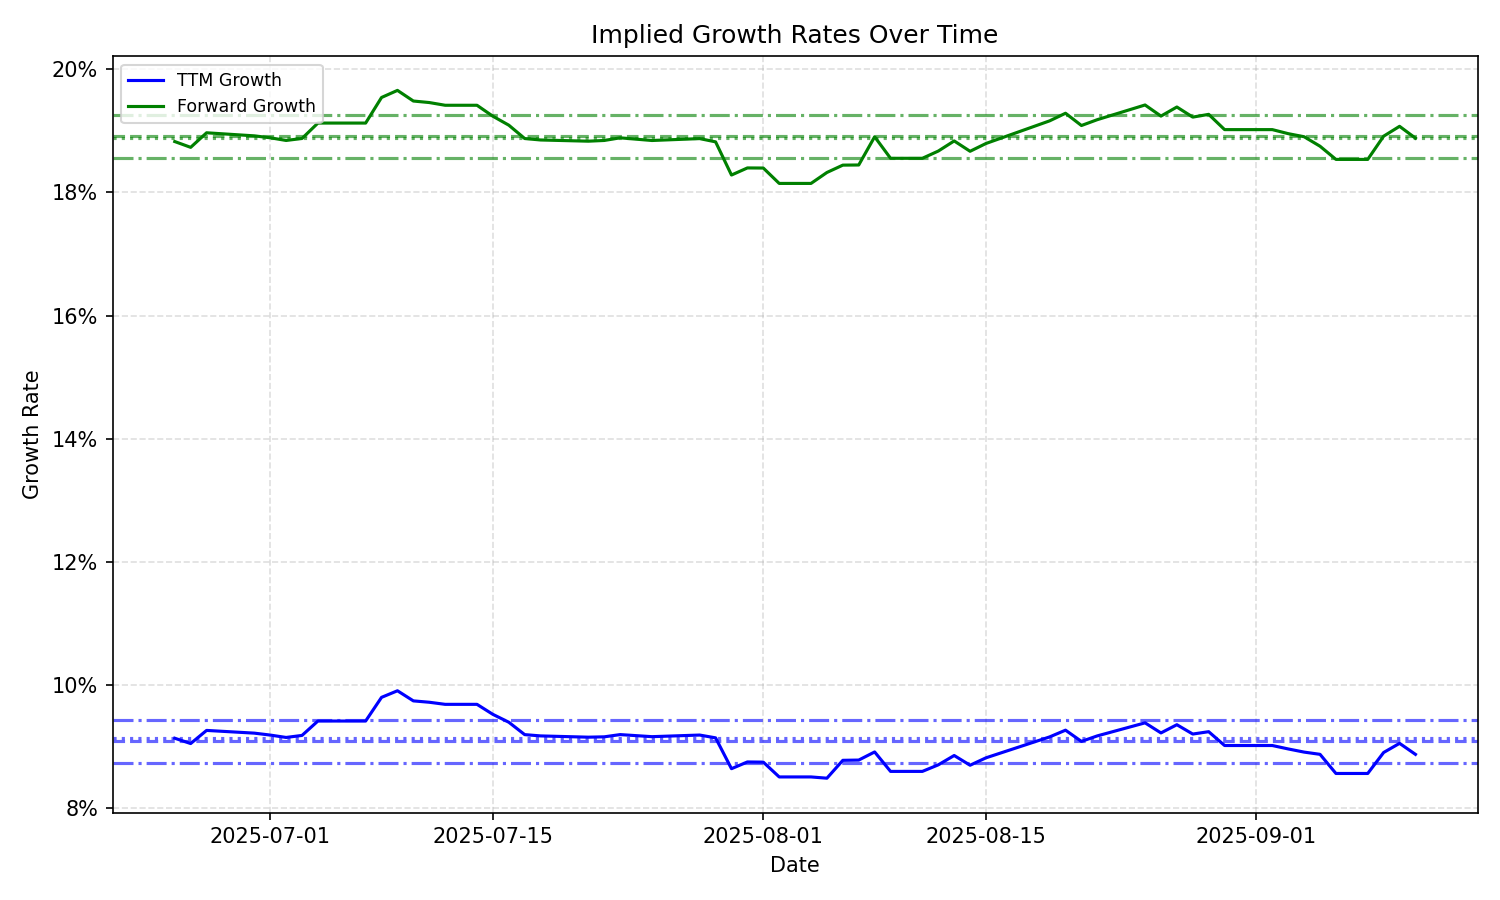 Implied Growth Rates Over Time
TTM Growth
Forward Growth
Growth Rate
20%
18%
16%
14%
12%
10%
8%
2025-07-01
2025-07-15
2025-08-01
2025-08-15
2025-09-01
Date